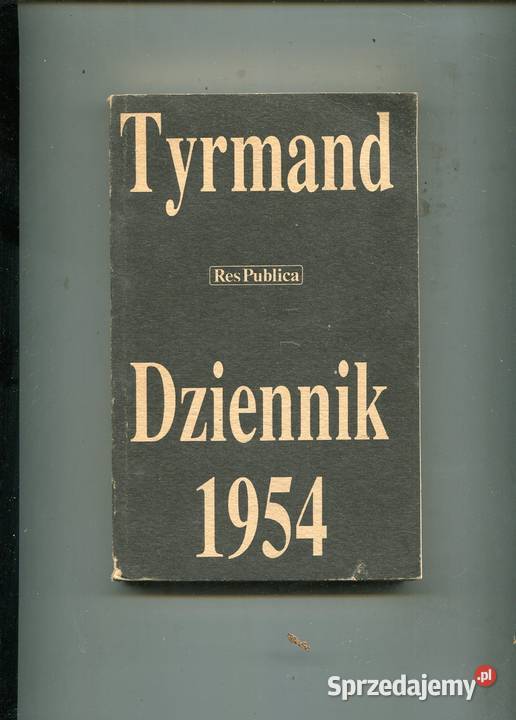 Tyrmand
Res Publica
Dziennik
1954
Sprzedajemy.pl